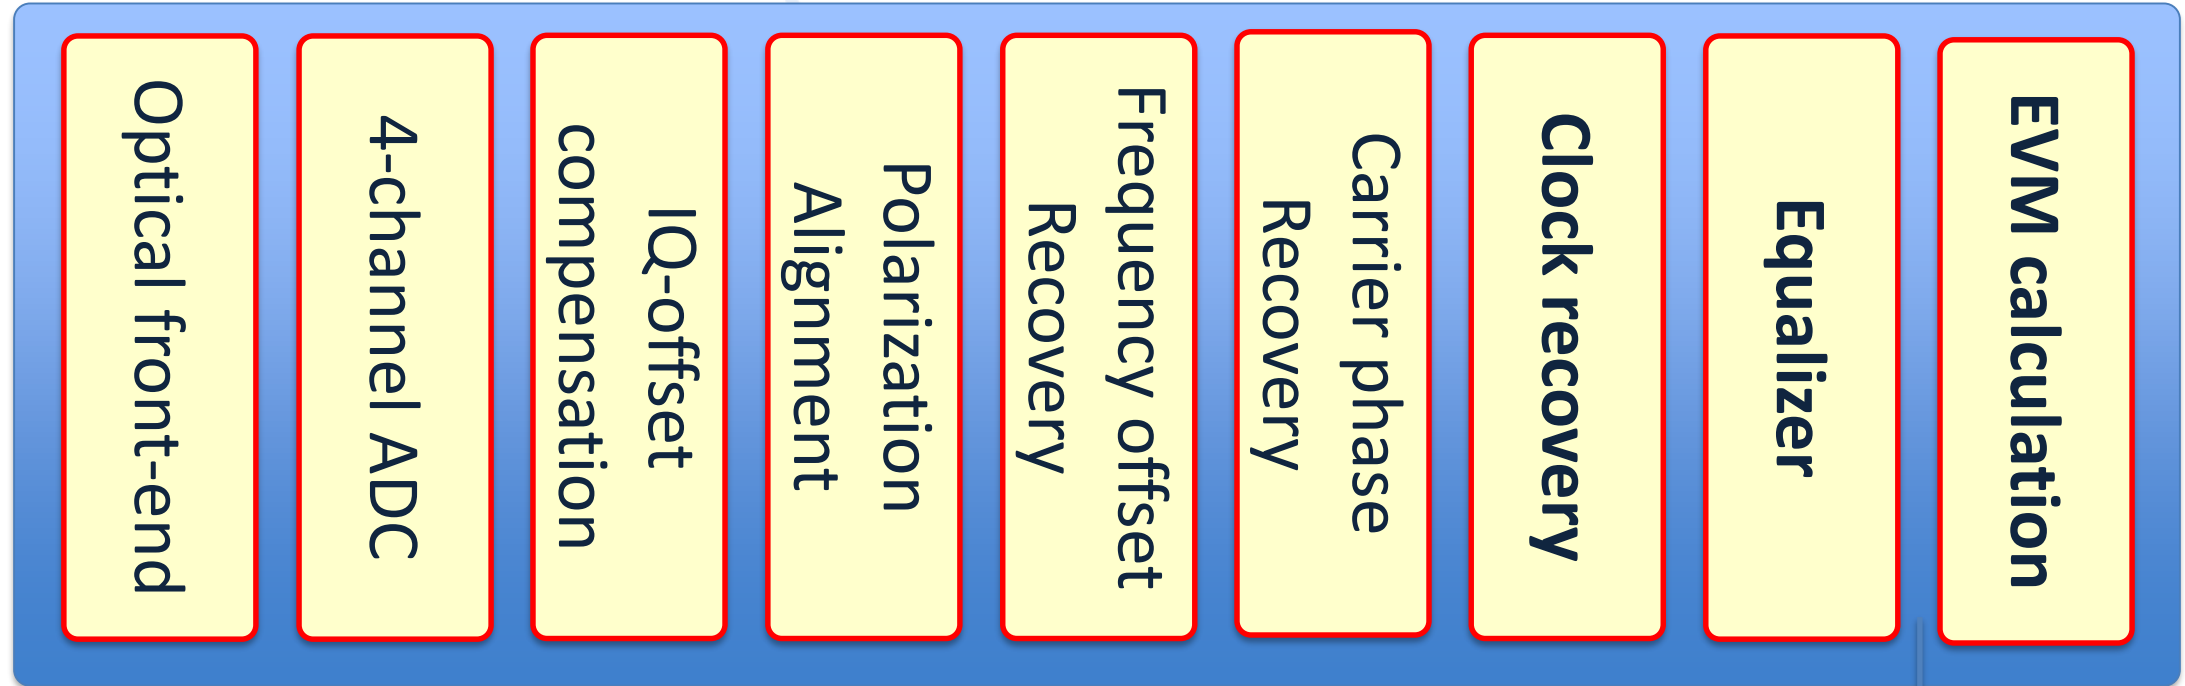 Optical front-end
4-channel ADC
IQ-offset
compensation
Polarization
Alignment
Frequency offset
Recovery
Carrier phase
Recovery
Clock recovery
Equalizer
EVM calculation